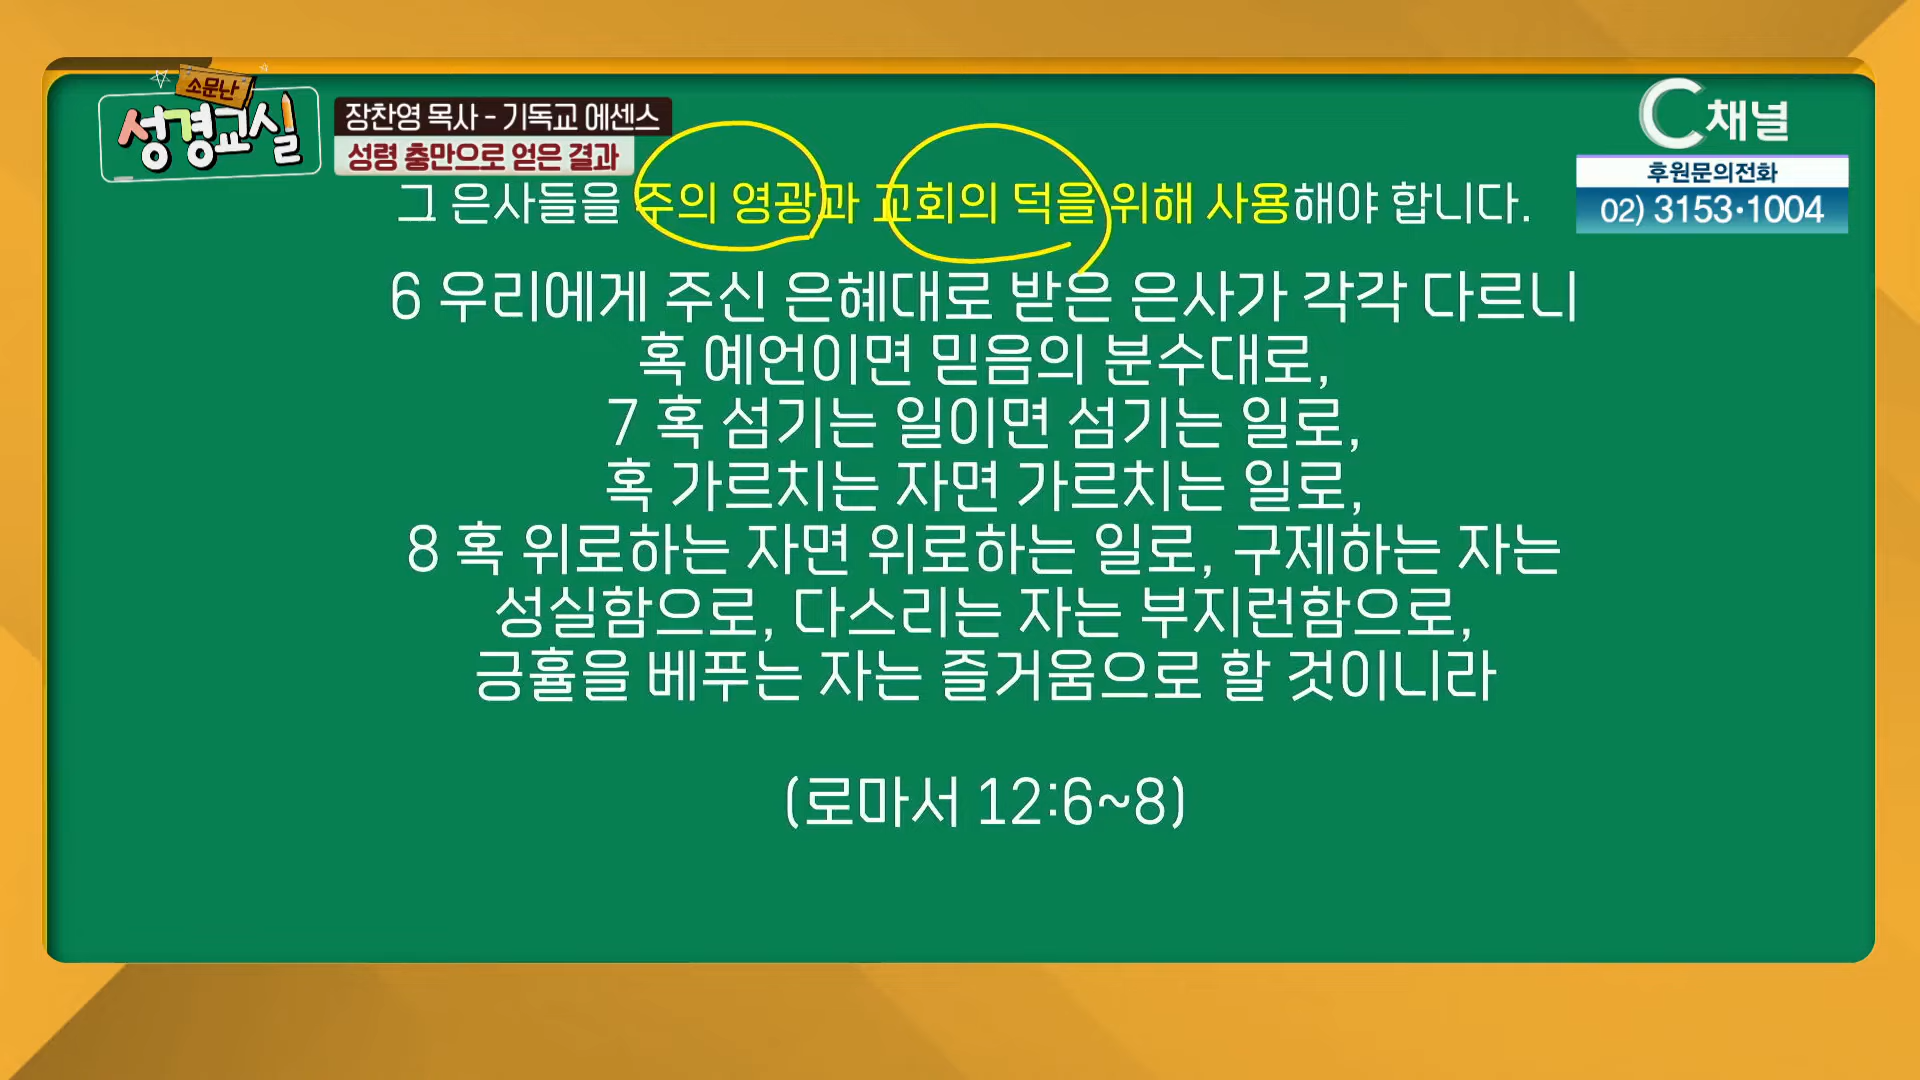 소문난
성경교실
장찬영 목사 - 기독교 에센스
성령 충만으로 얻은 결과
C채널
후원문의전화
02) 3153·1004
그 은사들을 주의 영광과 교회의 덕을 위해 사용해야 합니다.
6 우리에게 주신 은혜대로 받은 은사가 각각 다르니
혹 예언이면 믿음의 분수대로,
7 혹 섬기는 일이면 섬기는 일로,
혹 가르치는 자면 가르치는 일로,
8 혹 위로하는 자면 위로하는 일로, 구제하는 자는
성실함으로, 다스리는 자는 부지런함으로,
긍휼을 베푸는 자는 즐거움으로 할 것이니라
(로마서 12:6~8)